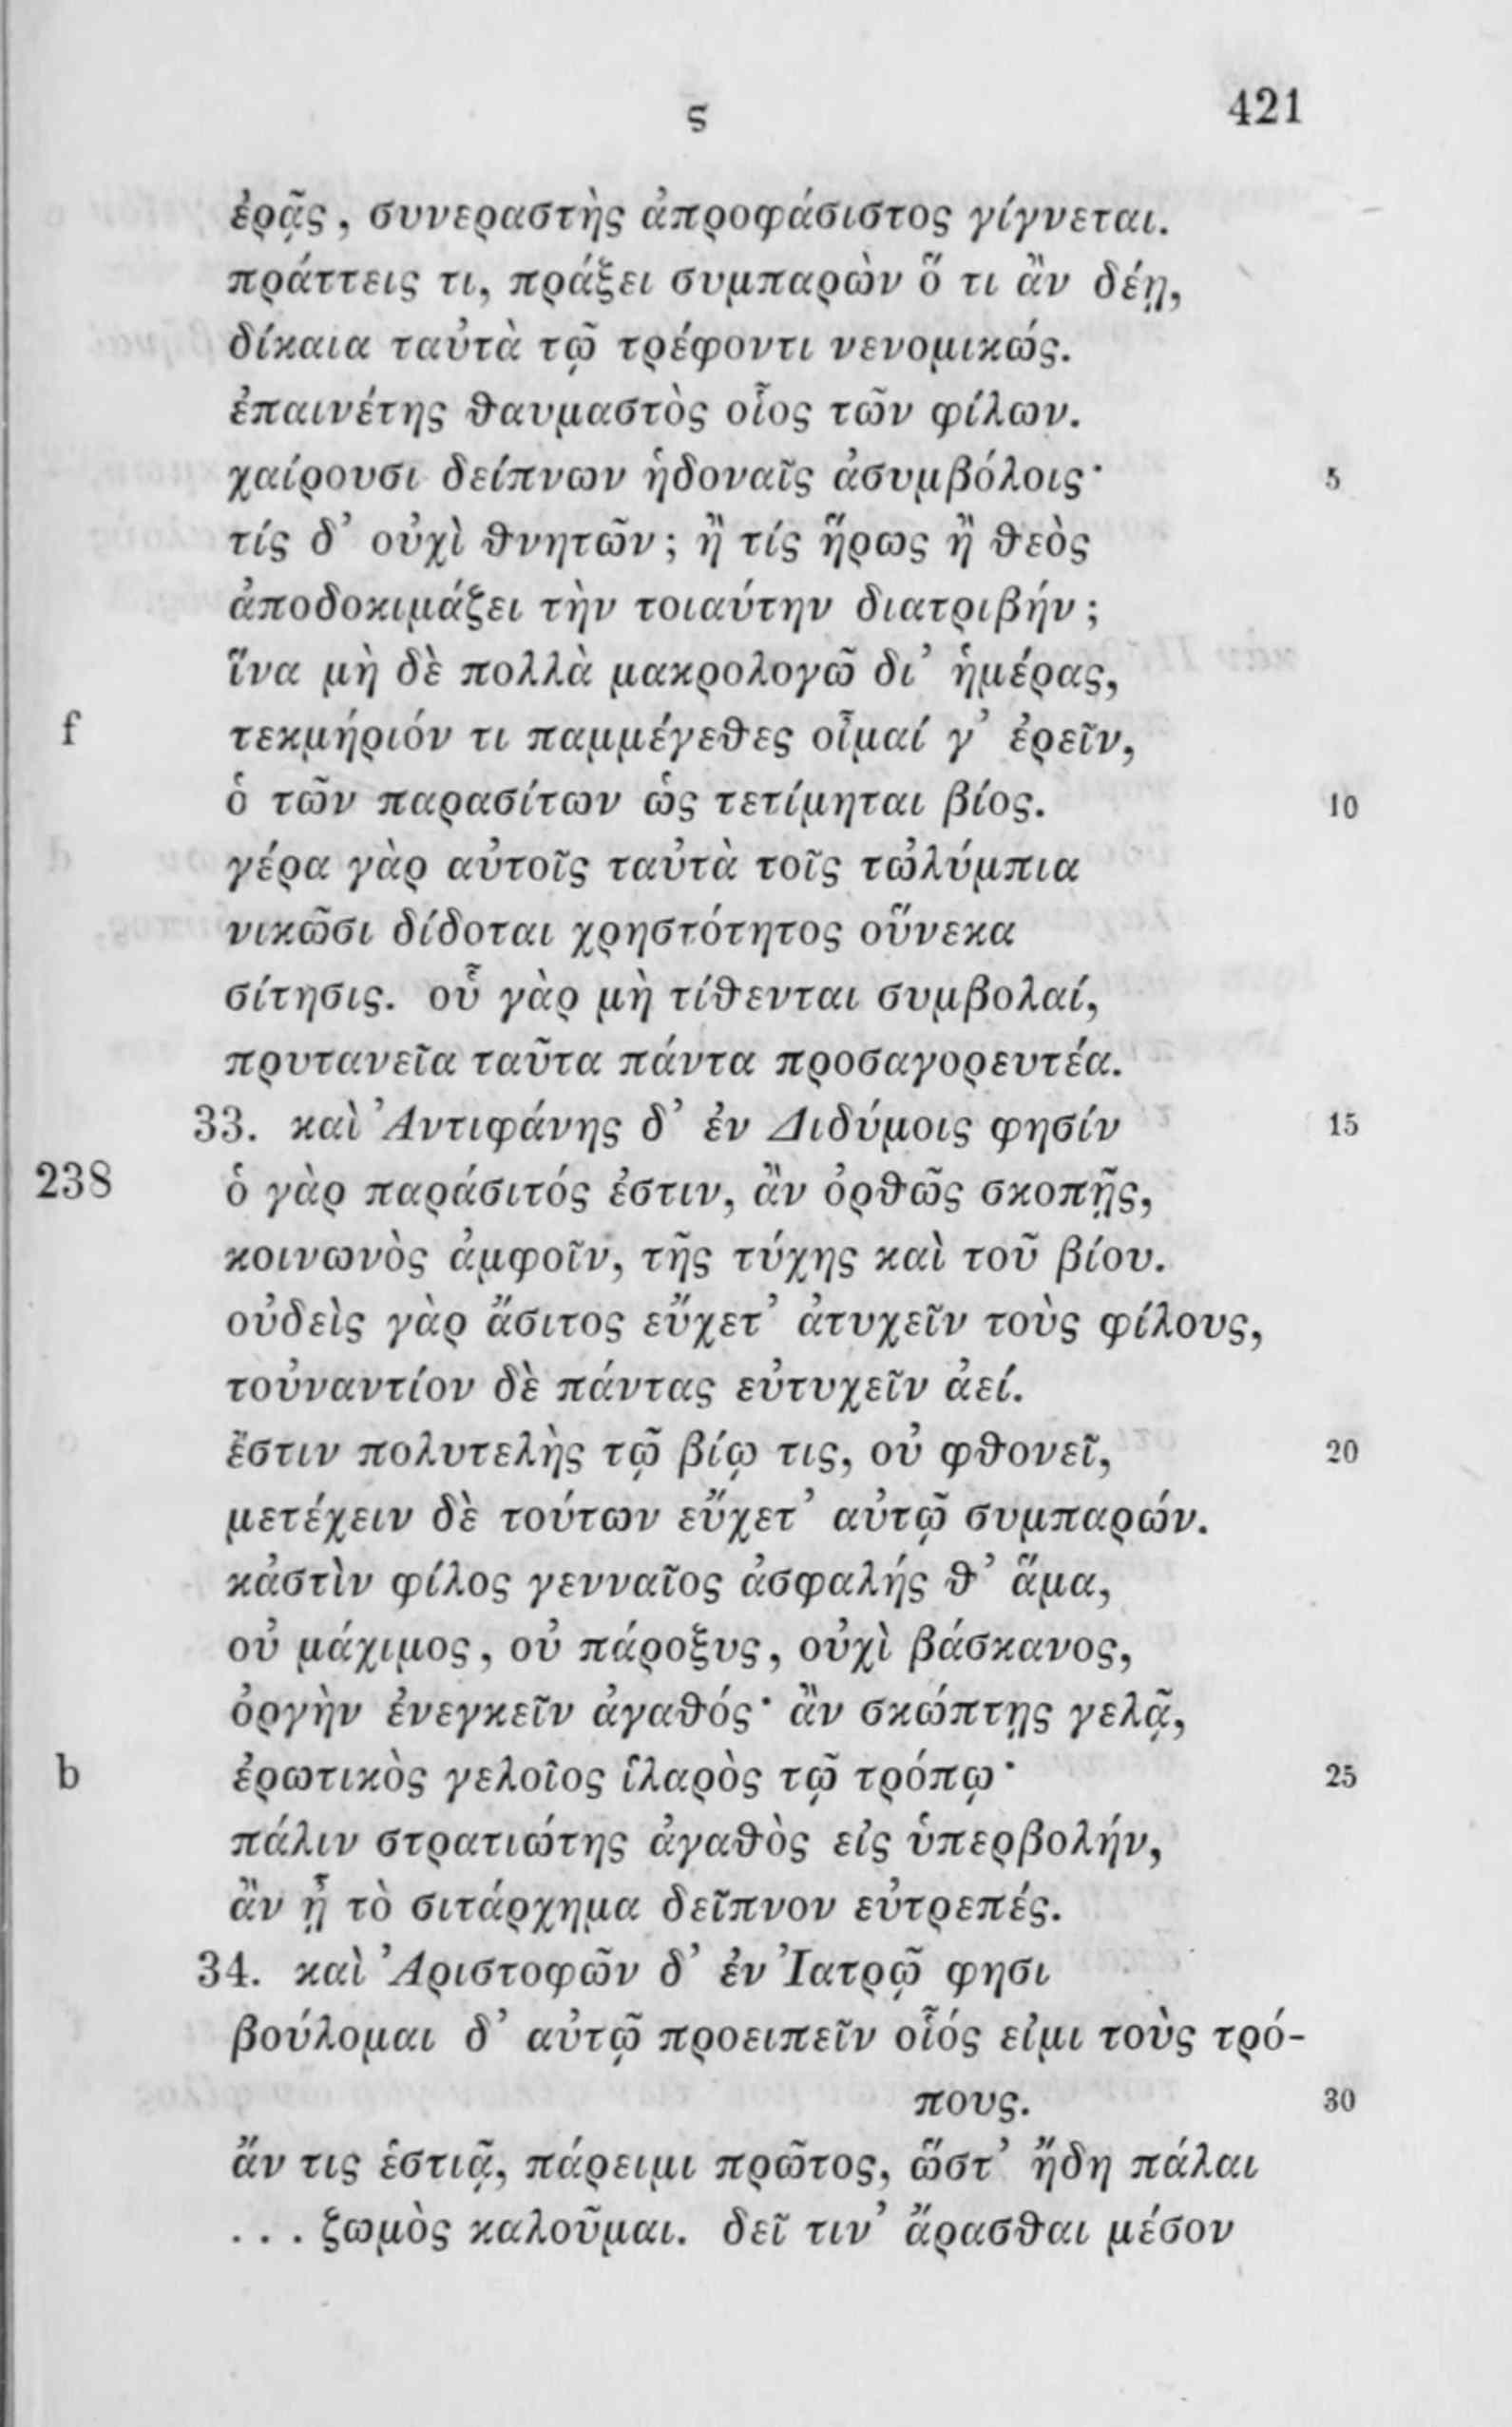 ς 421
ἐρᾷς, συνεραστὴς ἀπροφάσιστος γίγνεται.
πράττεις τι, πράξει συμπαρὼν ὅ τι ἂν δέῃ,
δίκαια ταὐτὰ τῷ τρέφοντι νενομικώς.
ἐπαινέτης θαυμαστὸς οἷος τῶν φίλων.
χαίρουσι δείπνων ἡδοναῖς ἀσυμβόλοις· 5
τίς δ’ οὐχὶ θνητῶν; ἢ τίς ἥρως ἢ θεὸς
ἀποδοκιμάζει τὴν τοιαύτην διατριβήν;
ἵνα μὴ δὲ πολλὰ μακρολογῶ δι’ ἡμέρας,
f τεκμήριόν τι παμμέγεθες οἶμαί γ’ ἐρεῖν,
ὁ τῶν παρασίτων ὡς τετίμηται βίος. 10
γέρα γὰρ αὐτοῖς ταὐτὰ τοῖς τὠλύμπια
νικῶσι δίδοται χρηστότητος οὕνεκα
σίτησις. οὗ γὰρ μὴ τίθενται συμβολαί,
πρυτανεῖα ταῦτα πάντα προσαγορευτέα.
33. καὶ Ἀντιφάνης δ’ ἐν Διδύμοις φησίν 15
238 ὁ γὰρ παράσιτός ἐστιν, ἂν ὀρθῶς σκοπῇς,
κοινωνὸς ἀμφοῖν, τῆς τύχης καὶ τοῦ βίου.
οὐδεὶς γὰρ ἄσιτος εὔχετ’ ἀτυχεῖν τοὺς φίλους,
τοὐναντίον δὲ πάντας εὐτυχεῖν ἀεί.
ἔστιν πολυτελὴς τῷ βίῳ τις, οὐ φθονεῖ, 20
μετέχειν δὲ τούτων εὔχετ’ αὐτῷ συμπαρών.
κἀστὶν φίλος γενναῖος ἀσφαλής θ’ ἅμα,
οὐ μάχιμος, οὐ πάροξυς, οὐχὶ βάσκανος,
ὀργὴν ἐνεγκεῖν ἀγαθός· ἂν σκώπτῃς γελᾷ,
b ἐρωτικὸς γελοῖος ἱλαρὸς τῷ τρόπῳ· 25
πάλιν στρατιώτης ἀγαθὸς εἰς ὑπερβολήν,
ἂν ᾖ τὸ σιτάρχημα δεῖπνον εὐτρεπές.
34. καὶ Ἀριστοφῶν δ’ ἐν Ἰατρῷ φησι
βούλομαι δ’ αὐτῷ προειπεῖν οἷός εἰμι τοὺς τρό-
πους. 30
ἄν τις ἑστιᾷ, πάρειμι πρῶτος, ὥστ’ ἤδη πάλαι
. . . ζωμὸς καλοῦμαι. δεῖ τιν’ ἄρασθαι μέσον